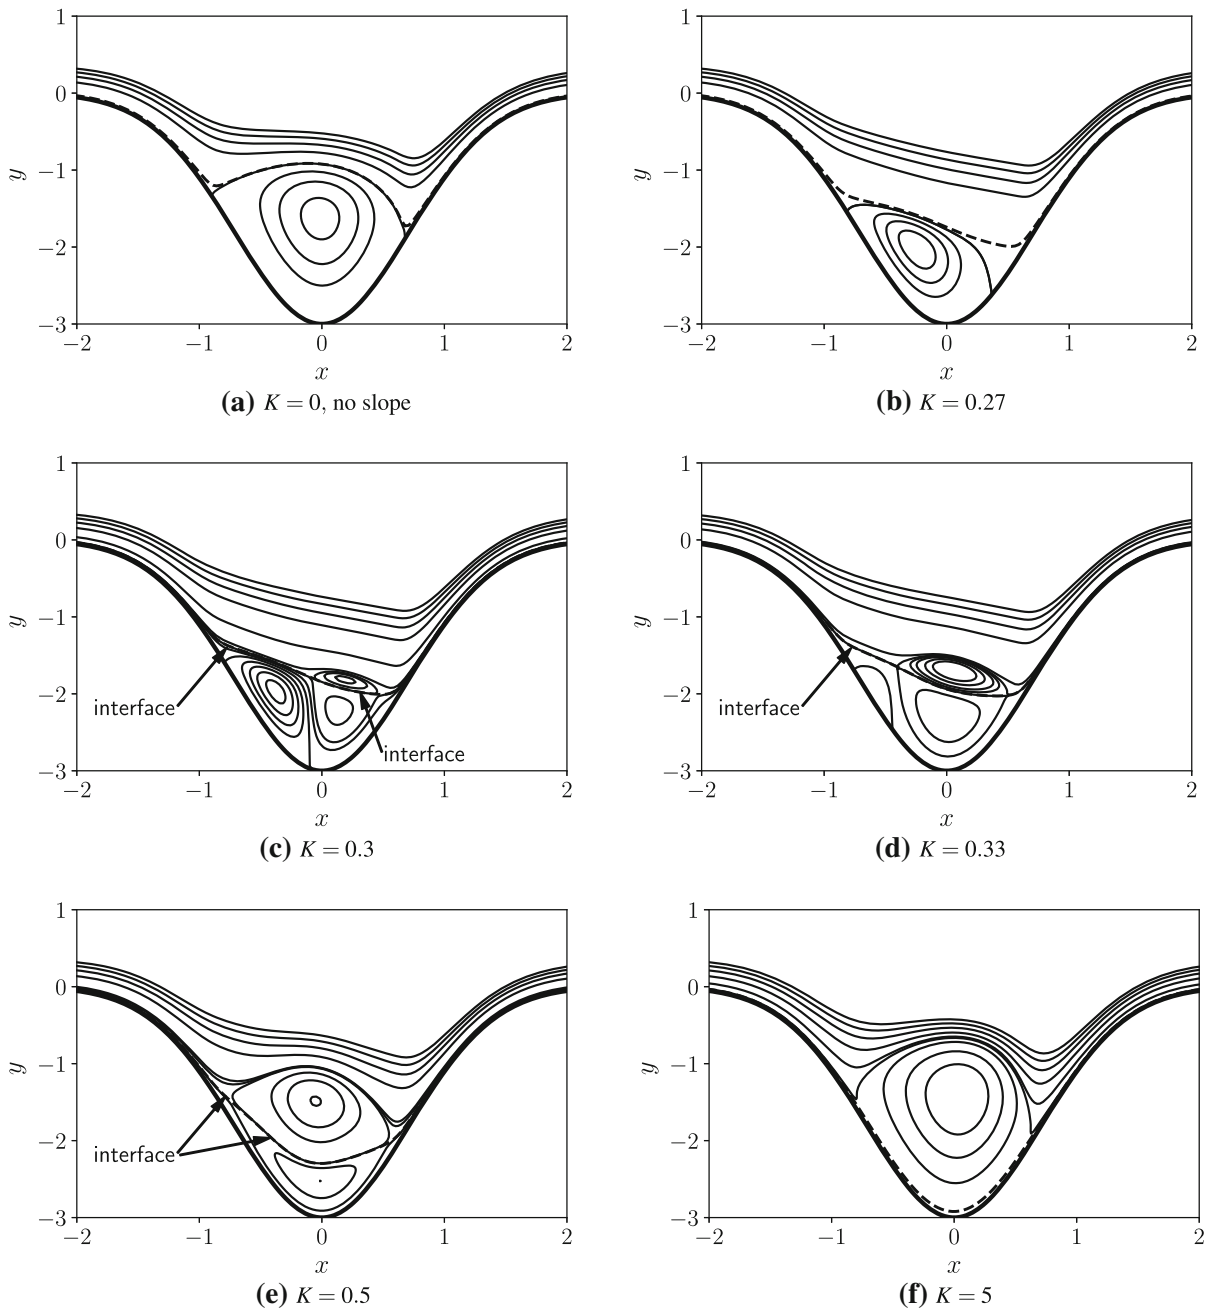 1
0
−1
−2
−3
y
−2 −1 0 1 2
x
(a) K = 0, no slope
1
0
−1
−2
−3
y
−2 −1 0 1 2
x
(b) K = 0.27
1
0
−1
−2
−3
y
interface
interface
−2 −1 0 1 2
x
(c) K = 0.3
1
0
−1
−2
−3
y
interface
−2 −1 0 1 2
x
(d) K = 0.33
1
0
−1
−2
−3
y
interface
−2 −1 0 1 2
x
(e) K = 0.5
1
0
−1
−2
−3
y
−2 −1 0 1 2
x
(f) K = 5